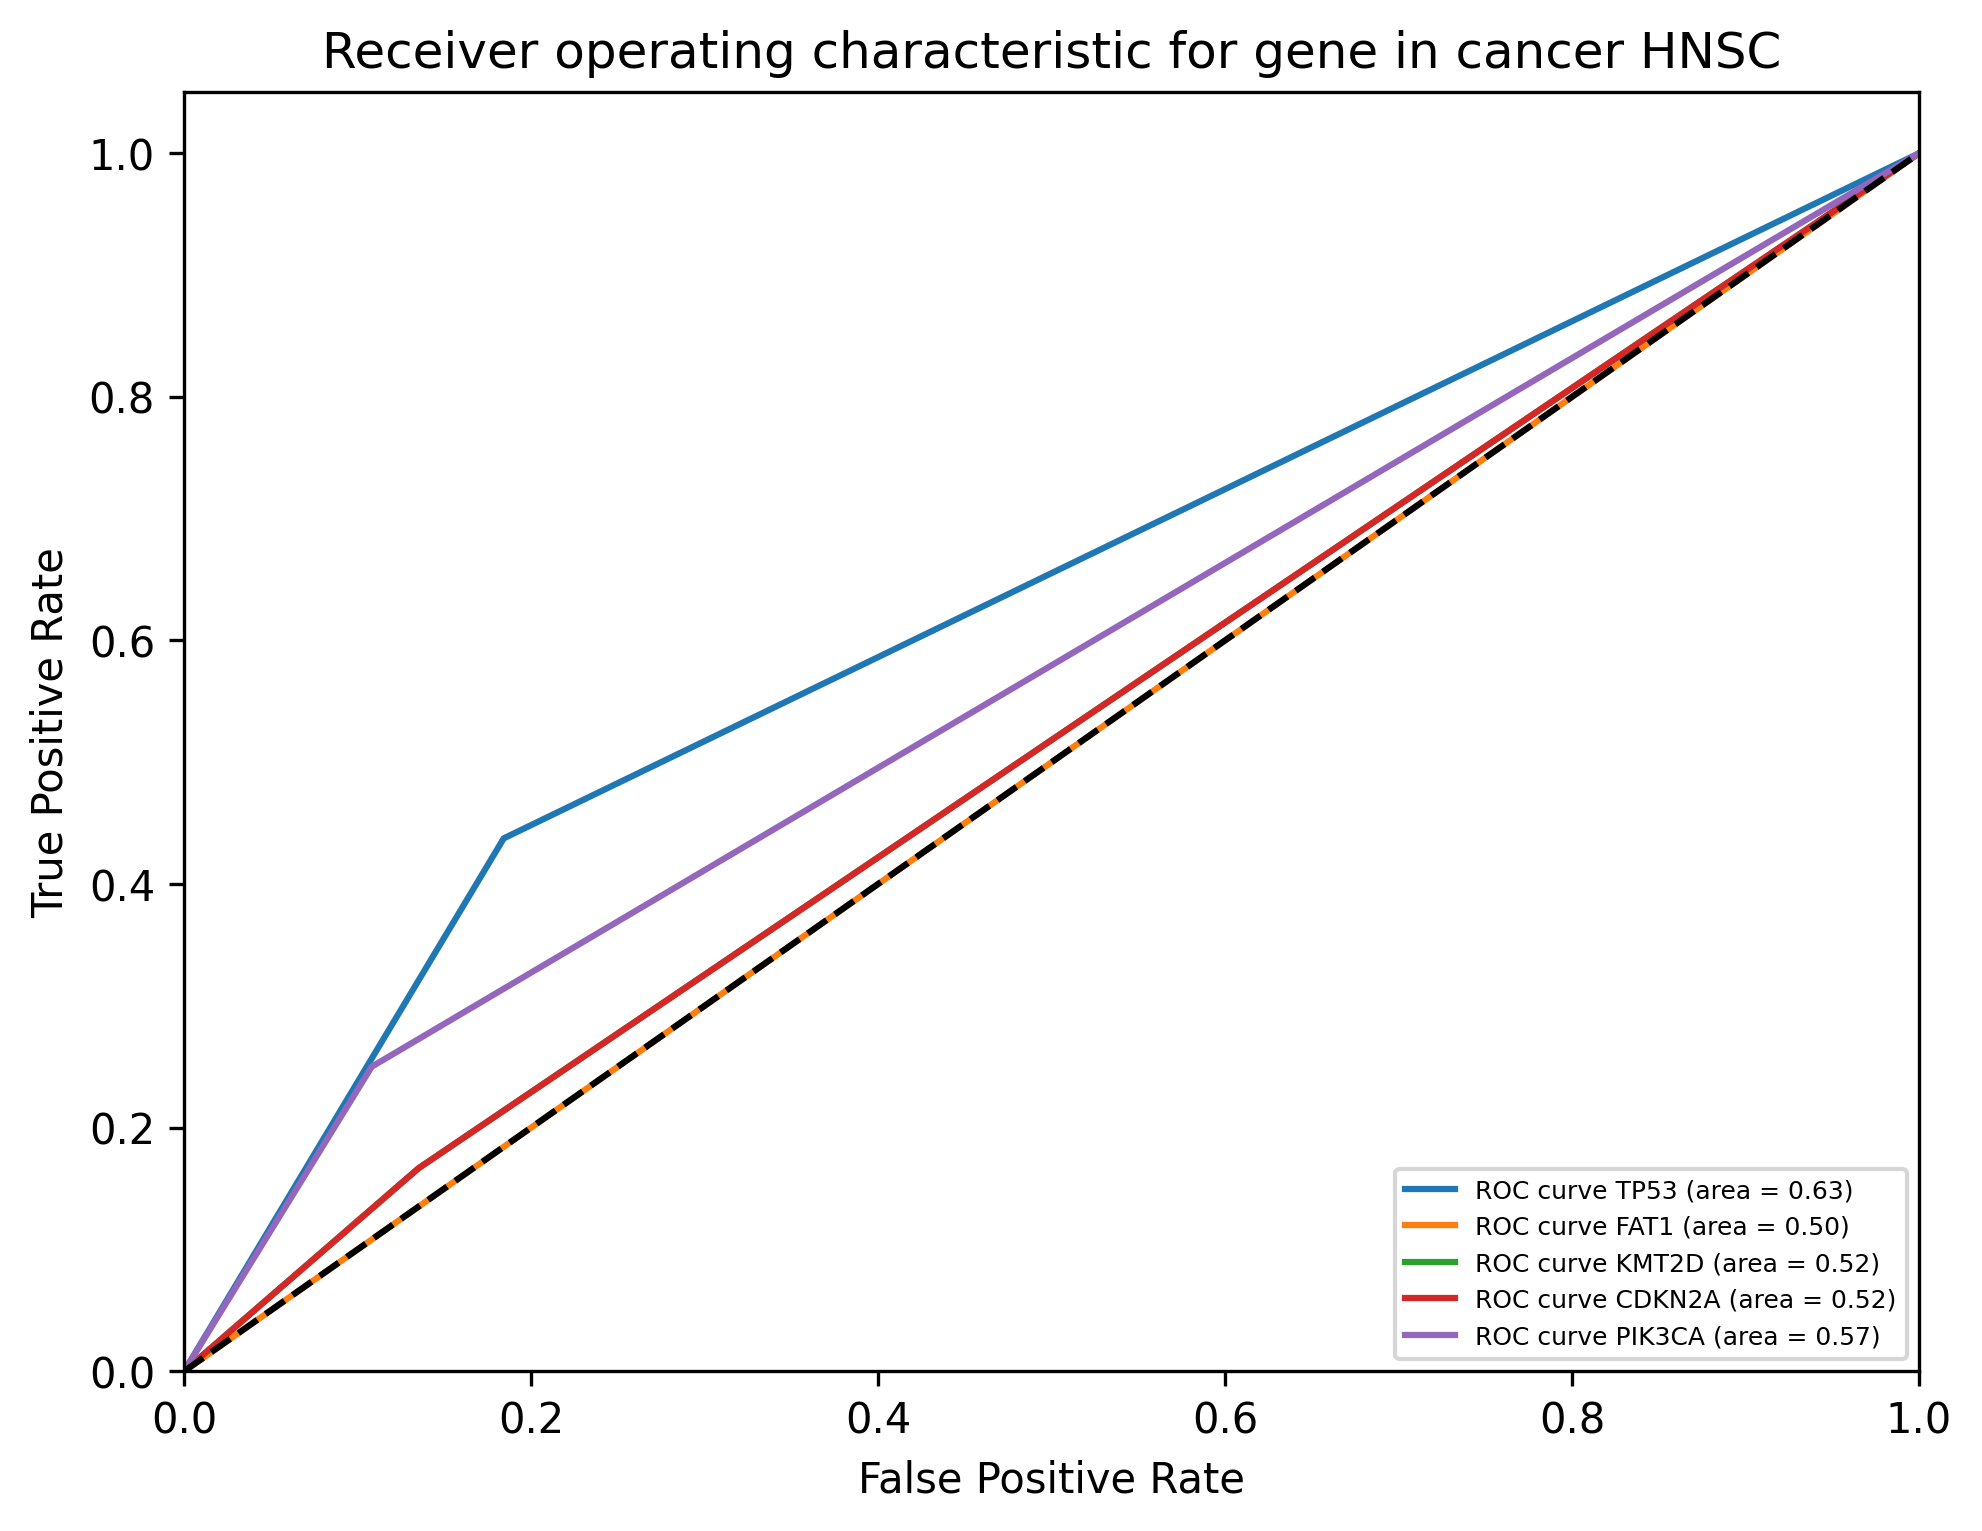 Receiver operating characteristic for gene in cancer HNSC
1.0
0.8
0.6
0.4
0.2
0.0
True Positive Rate
0.0 0.2 0.4 0.6 0.8 1.0
False Positive Rate
ROC curve TP53 (area = 0.63)
ROC curve FAT1 (area = 0.50)
ROC curve KMT2D (area = 0.52)
ROC curve CDKN2A (area = 0.52)
ROC curve PIK3CA (area = 0.57)